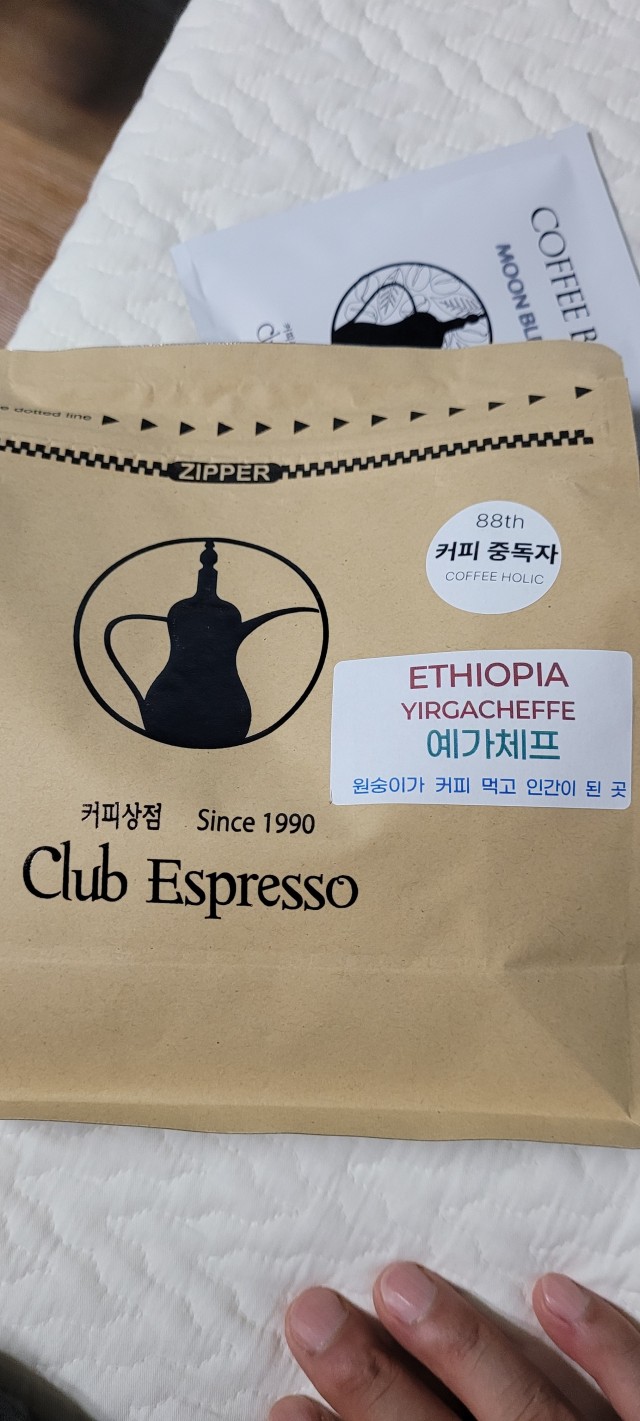 COFFEE
MOON
dotted line
ZIPPER
88th
커피 중독자
COFFEE HOLIC
ETHIOPIA
YIRGACHEFFE
예가체프
원숭이가 커피 먹고 인간이 된 곳
커피상점 Since 1990
Club Espresso